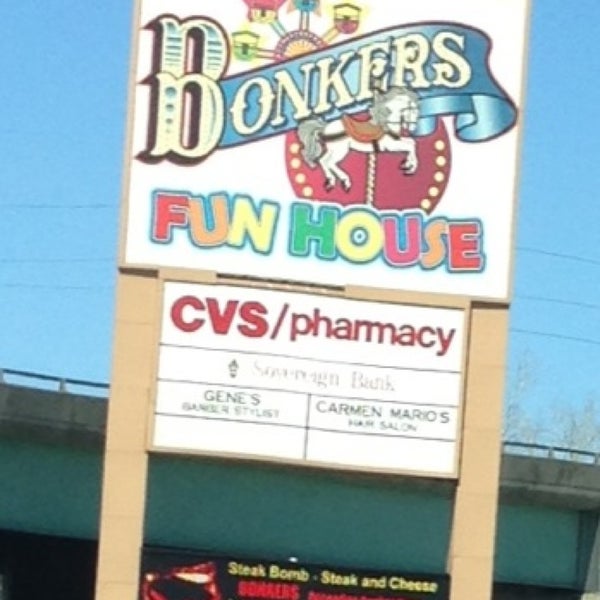 BONKERS
FUN HOUSE
CVS/pharmacy
Sovereign Bank
GENE'S
BARBER STYLIST
CARMEN MARIO'S
HAIR SALON
Steak Bomb - Steak and Cheese
BONKERS